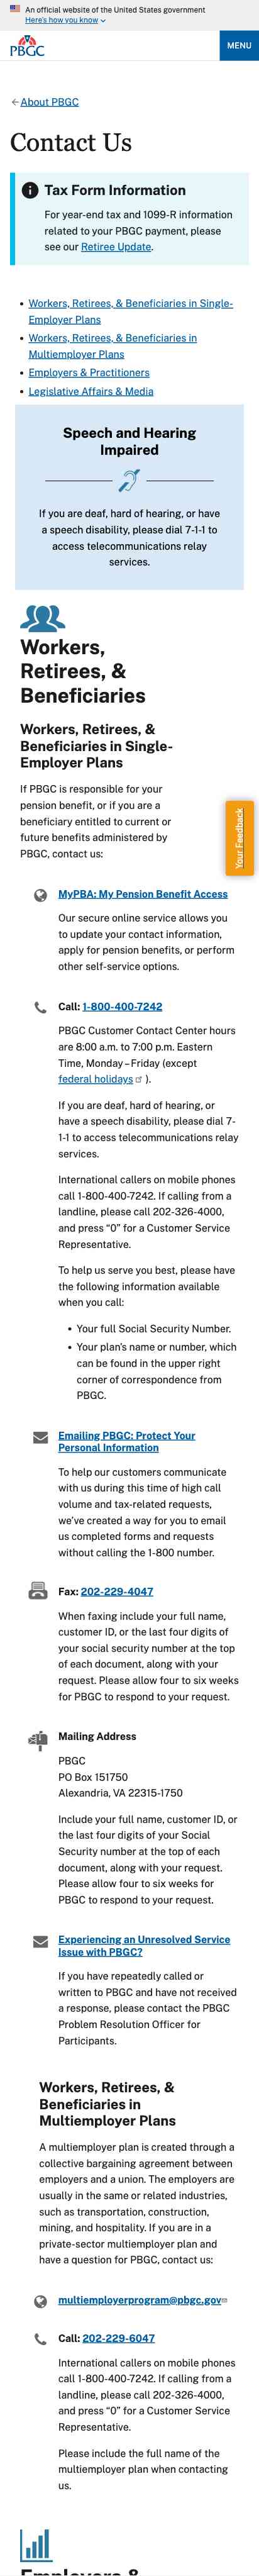 An official website of the United States government
Here's how you know
PBGC
MENU
About PBGC
Contact Us
Tax Form Information
For year-end tax and 1099-R information
related to your PBGC payment, please
see our Retiree Update.
Workers, Retirees, & Beneficiaries in Single-
Employer Plans
Workers, Retirees, & Beneficiaries in
Multiemployer Plans
Employers & Practitioners
Legislative Affairs & Media
Speech and Hearing
Impaired
If you are deaf, hard of hearing, or have
a speech disability, please dial 7-1-1 to
access telecommunications relay
services.
Workers,
Retirees, &
Beneficiaries
Workers, Retirees, &
Beneficiaries in Single-
Employer Plans
If PBGC is responsible for your
pension benefit, or if you are a
beneficiary entitled to current or
future benefits administered by
PBGC, contact us:
Your Feedback
MyPBA: My Pension Benefit Access
Our secure online service allows you
to update your contact information,
apply for pension benefits, or perform
other self-service options.
Call: 1-800-400-7242
PBGC Customer Contact Center hours
are 8:00 a.m. to 7:00 p.m. Eastern
Time, Monday – Friday (except
federal holidays ).
If you are deaf, hard of hearing, or
have a speech disability, please dial 7-
1-1 to access telecommunications relay
services.
International callers on mobile phones
call 1-800-400-7242. If calling from a
landline, please call 202-326-4000,
and press “0” for a Customer Service
Representative.
To help us serve you best, please have
the following information available
when you call:
Your full Social Security Number.
Your plan's name or number, which
can be found in the upper right
corner of correspondence from
PBGC.
Emailing PBGC: Protect Your
Personal Information
To help our customers communicate
with us during this time of high call
volume and tax-related requests,
we've created a way for you to email
us completed forms and requests
without calling the 1-800 number.
Fax: 202-229-4047
When faxing include your full name,
customer ID, or the last four digits of
your social security number at the top
of each document, along with your
request. Please allow four to six weeks
for PBGC to respond to your request.
Mailing Address
PBGC
PO Box 151750
Alexandria, VA 22315-1750
Include your full name, customer ID, or
the last four digits of your Social
Security number at the top of each
document, along with your request.
Please allow four to six weeks for
PBGC to respond to your request.
Experiencing an Unresolved Service
Issue with PBGC?
If you have repeatedly called or
written to PBGC and have not received
a response, please contact the PBGC
Problem Resolution Officer for
Participants.
Workers, Retirees, &
Beneficiaries in
Multiemployer Plans
A multiemployer plan is created through a
collective bargaining agreement between
employers and a union. The employers are
usually in the same or related industries,
such as transportation, construction,
mining, and hospitality. If you are in a
private-sector multiemployer plan and
have a question for PBGC, contact us:
multiemployerprogram@pbgc.gov
Call: 202-229-6047
International callers on mobile phones
call 1-800-400-7242. If calling from a
landline, please call 202-326-4000,
and press “0” for a Customer Service
Representative.
Please include the full name of the
multiemployer plan when contacting
us.
Employers &